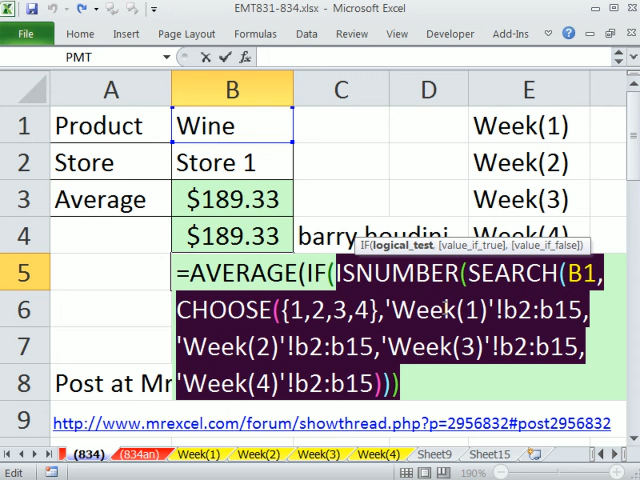 EMT831-834.xlsx - Microsoft Excel
File Home Insert Page Layout Formulas Data Review View Developer Add-Ins
PMT
A B C D E
1 Product Wine Week(1)
2 Store Store 1 Week(2)
3 Average $189.33 Week(3)
4 $189.33 barry houdini Week(4)
IF(logical_test, [value_if_true], [value_if_false])
5 =AVERAGE(IF(ISNUMBER(SEARCH(B1,
6 CHOOSE({1,2,3,4},'Week(1)'!b2:b15,
7 'Week(2)'!b2:b15,'Week(3)'!b2:b15,
8 Post at Mr 'Week(4)'!b2:b15)))
9 http://www.mrexcel.com/forum/showthread.php?p=2956832#post2956832
(834) (834an) Week(1) Week(2) Week(3) Week(4) Sheet9 Sheet15
Edit 190%